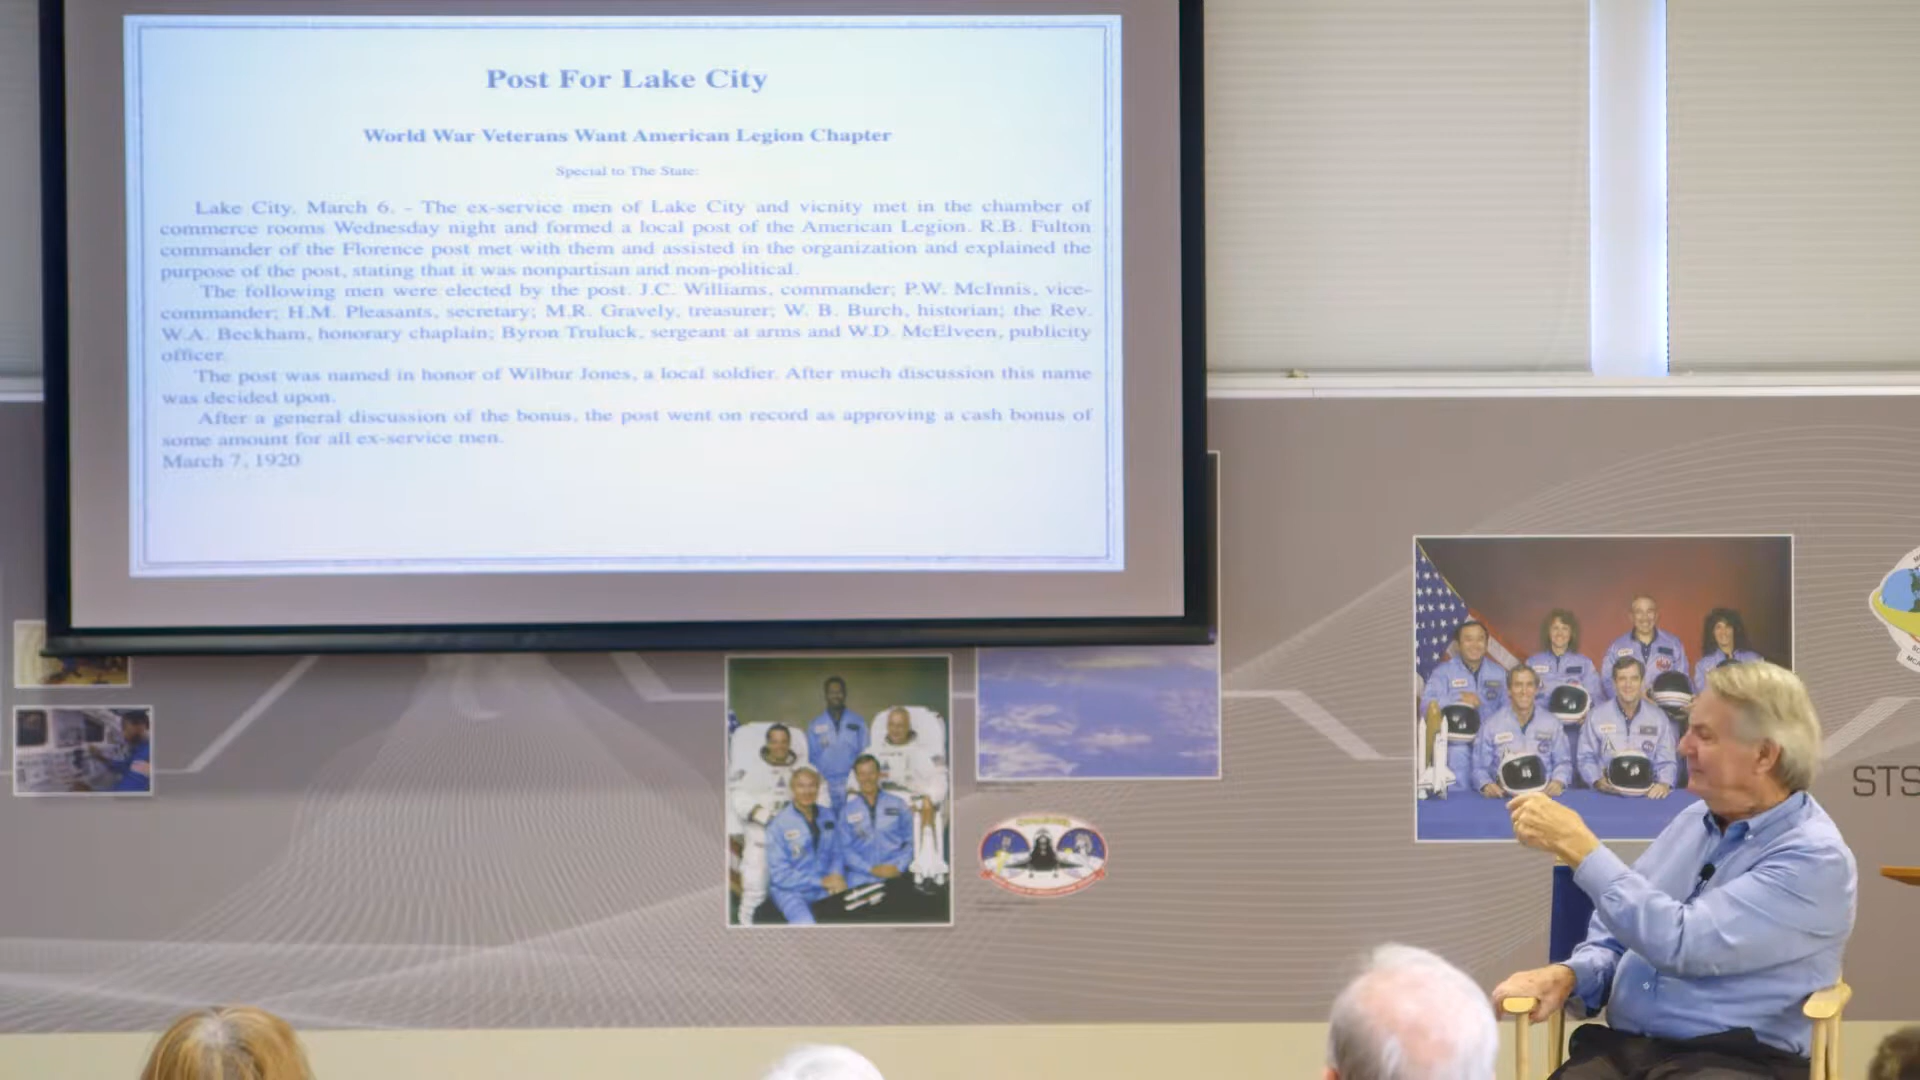 Post For Lake City
World War Veterans Want American Legion Chapter
Special to The State:
Lake City, March 6. - The ex-service men of Lake City and vicnity met in the chamber of
commerce rooms Wednesday night and formed a local post of the American Legion. R.B. Fulton
commander of the Florence post met with them and assisted in the organization and explained the
purpose of the post, stating that it was nonpartisan and non-political.
The following men were elected by the post. J.C. Williams, commander; P.W. McInnis, vice-
commander; H.M. Pleasants, secretary; M.R. Gravely, treasurer; W. B. Burch, historian; the Rev.
W.A. Beckham, honorary chaplain; Byron Truluck, sergeant at arms and W.D. McElveen, publicity
officer.
The post was named in honor of Wilbur Jones, a local soldier. After much discussion this name
was decided upon.
After a general discussion of the bonus, the post went on record as approving a cash bonus of
some amount for all ex-service men.
March 7, 1920
STS